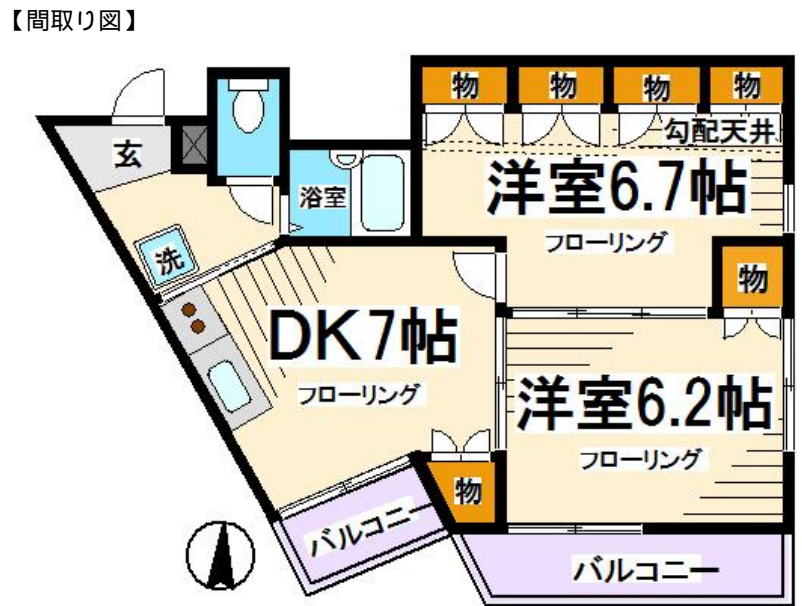 【間取り図】
物 物 物 物
玄
勾配天井
洋室6.7帖
浴室
フローリング
洗
物
DK7帖
フローリング
洋室6.2帖
フローリング
物
バルコニー
バルコニー